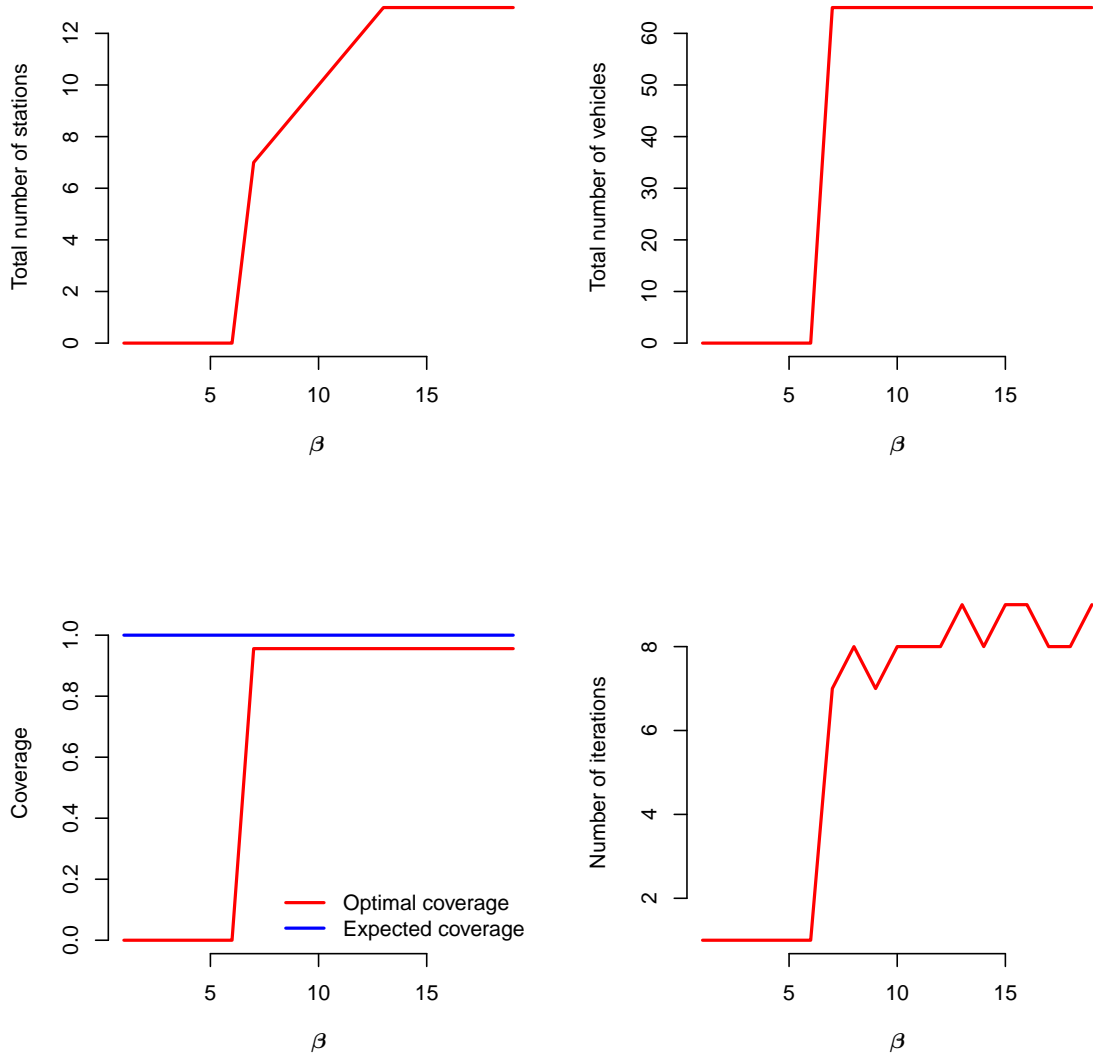 Total number of stations
0 2 4 6 8 10 12
5 10 15
β
Total number of vehicles
0 10 20 30 40 50 60
5 10 15
β
Coverage
0.0 0.2 0.4 0.6 0.8 1.0
Optimal coverage
Expected coverage
5 10 15
β
Number of iterations
2 4 6 8
5 10 15
β